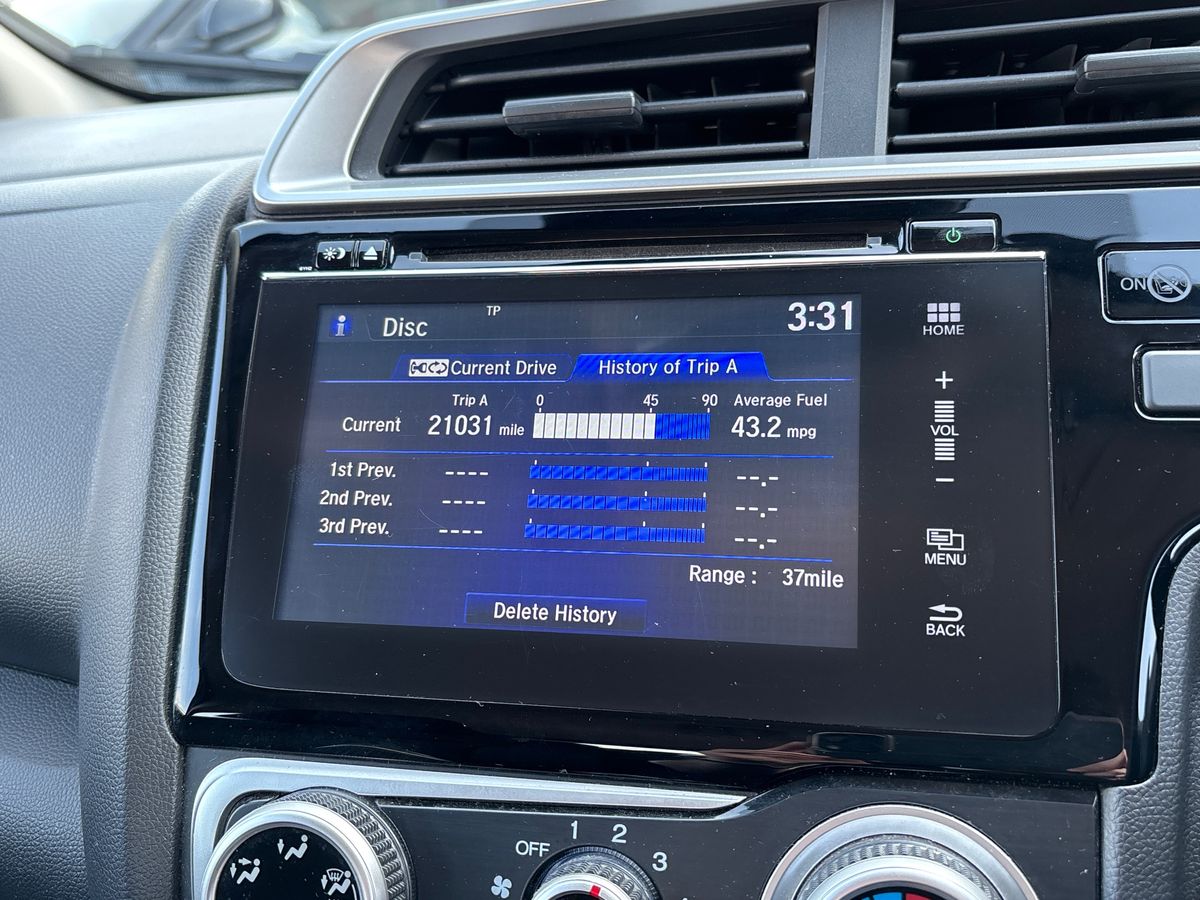 TP
Disc
3:31
Current Drive
History of Trip A
Trip A 0 45 90 Average Fuel
Current 21031 mile 43.2 mpg
1st Prev. ---- --.-
2nd Prev. ---- --.-
3rd Prev. ---- --.-
Range : 37mile
Delete History
HOME
+
VOL
−
MENU
BACK
ON
OFF 1 2 3